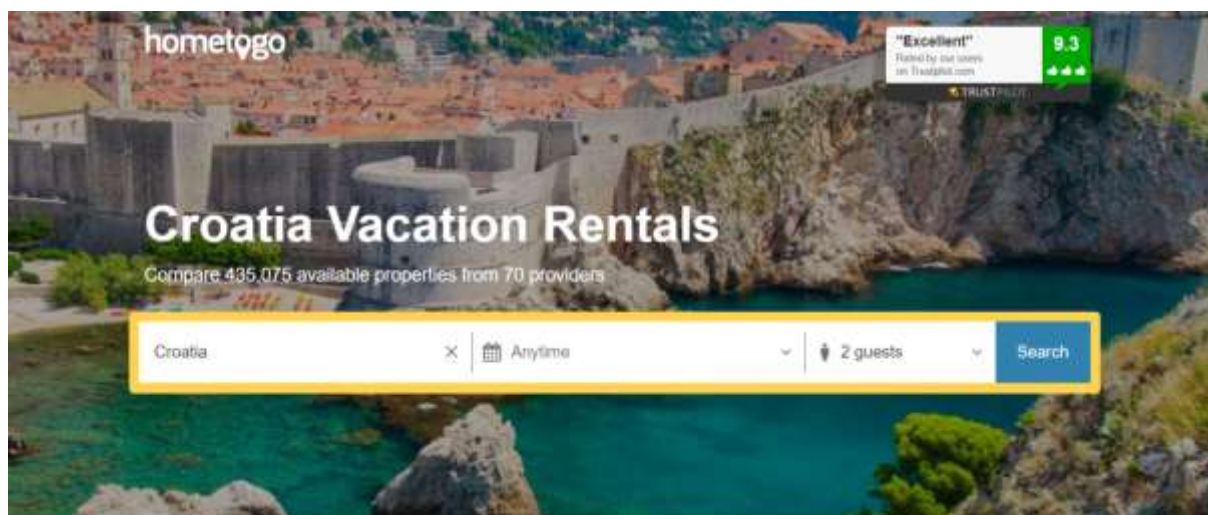 hometogo
"Excellent"
Rated by our users
on Trustpilot.com
9.3
TRUSTPILOT
Croatia Vacation Rentals
Compare 435,075 available properties from 70 providers
Croatia
Anytime
2 guests
Search